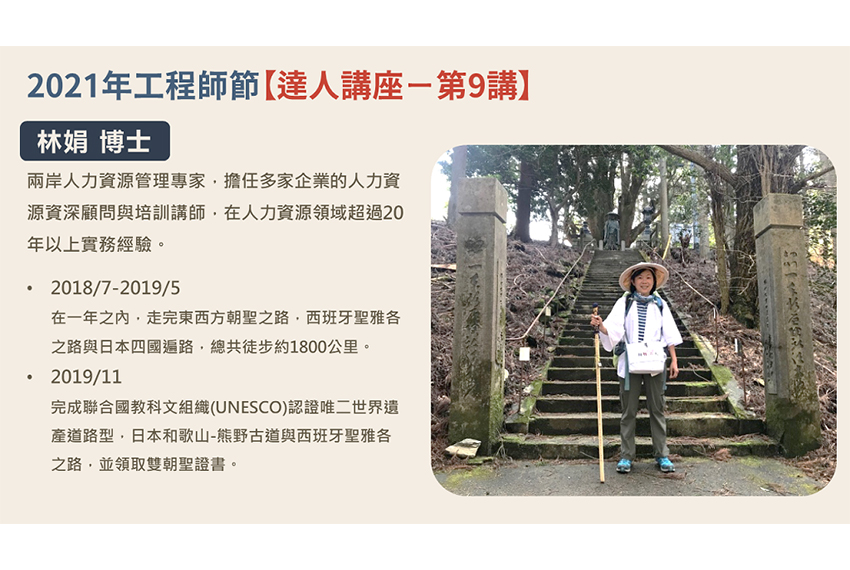 2021年工程師節【達人講座－第9講】
林娟 博士
兩岸人力資源管理專家，擔任多家企業的人力資
源資深顧問與培訓講師，在人力資源領域超過20
年以上實務經驗。
• 2018/7-2019/5
在一年之內，走完東西方朝聖之路，西班牙聖雅各
之路與日本四國遍路，總共徒步約1800公里。
• 2019/11
完成聯合國教科文組織(UNESCO)認證唯二世界遺
產道路型，日本和歌山-熊野古道與西班牙聖雅各
之路，並領取雙朝聖證書。